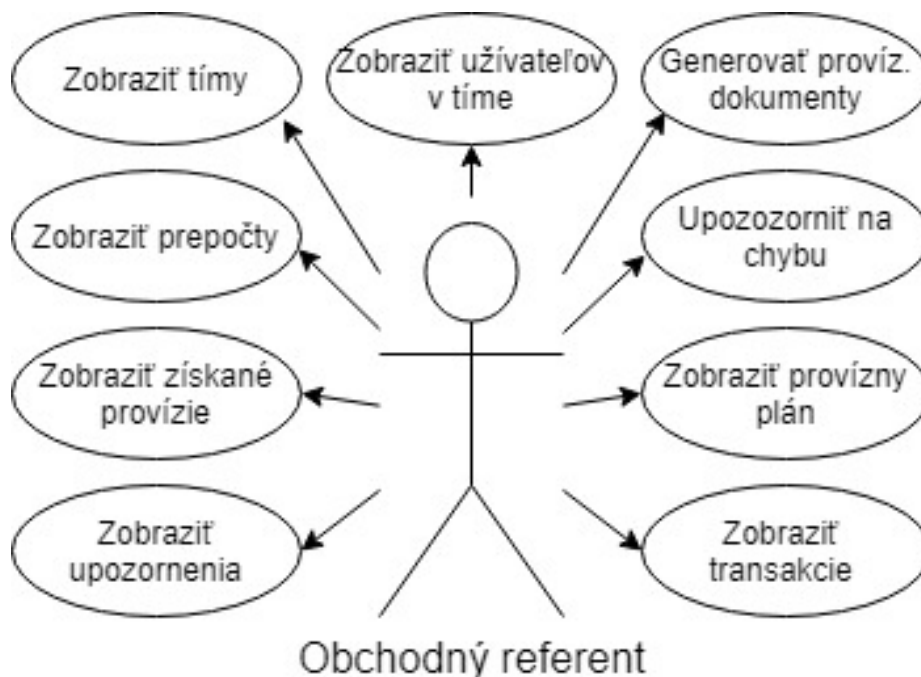 Zobraziť tímy
Zobraziť užívateľov
v tíme
Generovať províz.
dokumenty
Zobraziť prepočty
Upozozorniť na
chybu
Zobraziť získané
provízie
Zobraziť provízny
plán
Zobraziť
upozornenia
Zobraziť
transakcie
Obchodný referent